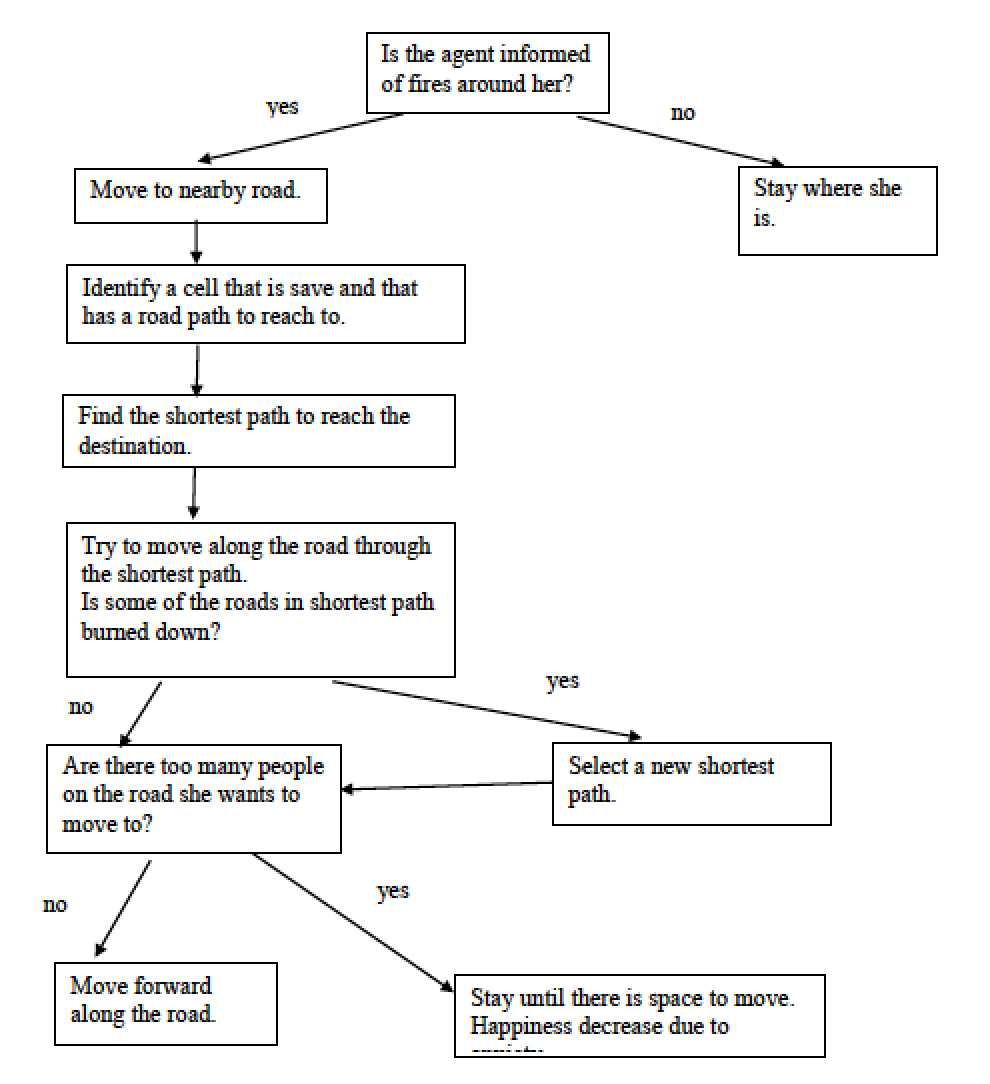 Is the agent informed
of fires around her?
yes
no
Move to nearby road.
Stay where she
is.
Identify a cell that is save and that
has a road path to reach to.
Find the shortest path to reach the
destination.
Try to move along the road through
the shortest path.
Is some of the roads in shortest path
burned down?
no
yes
Are there too many people
on the road she wants to
move to?
Select a new shortest
path.
no
yes
Move forward
along the road.
Stay until there is space to move.
Happiness decrease due to